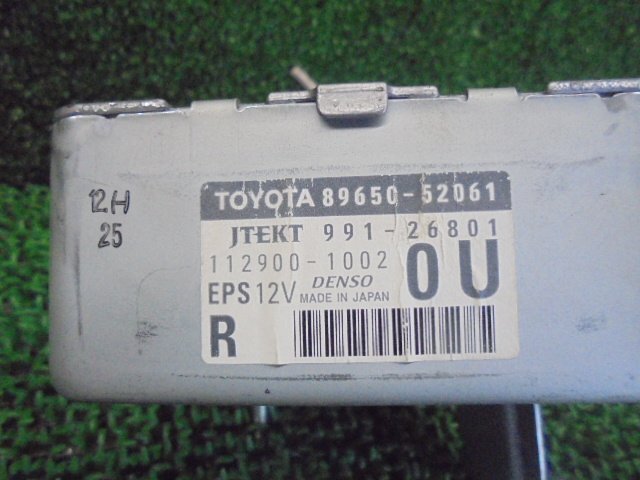 12H
25
TOYOTA 89650-52061
JTEKT 991-26801
112900-1002
DENSO
0U
EPS 12V MADE IN JAPAN
R